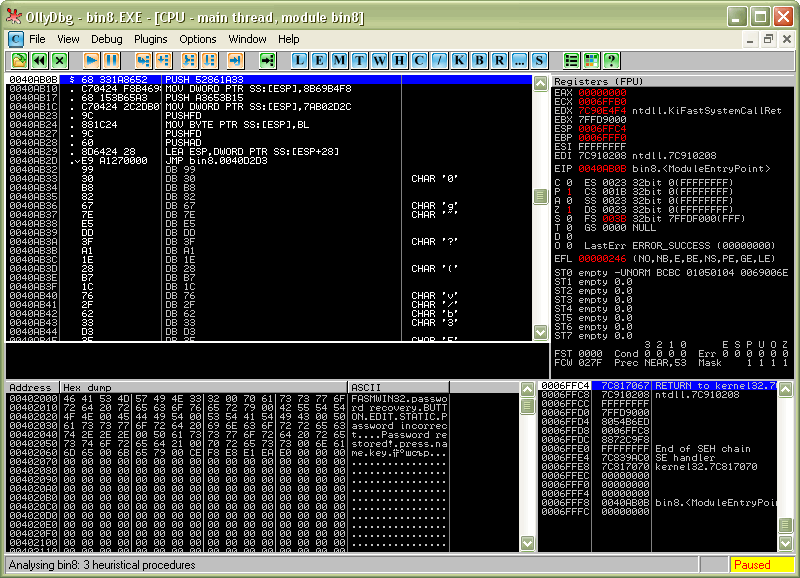 OllyDbg - bin8.EXE - [CPU - main thread, module bin8]
C File View Debug Plugins Options Window Help
L E M T W H C / K B R ... S ?
0040AB0B $ 68 331A8652 PUSH 52861A33
0040AB10 . C70424 F8B469 MOV DWORD PTR SS:[ESP],8B69B4F8
0040AB17 . 68 153B65A3 PUSH A3653B15
0040AB1C . C70424 2C2DB0 MOV DWORD PTR SS:[ESP],7AB02D2C
0040AB23 . 9C PUSHFD
0040AB24 . 881C24 MOV BYTE PTR SS:[ESP],BL
0040AB27 . 9C PUSHFD
0040AB28 . 60 PUSHAD
0040AB29 . 8D6424 28 LEA ESP,DWORD PTR SS:[ESP+28]
0040AB2D .v E9 A1270000 JMP bin8.0040D2D3
0040AB32 99 DB 99
0040AB33 30 DB 30 CHAR '0'
0040AB34 B8 DB B8
0040AB35 82 DB 82
0040AB36 67 DB 67 CHAR 'g'
0040AB37 7E DB 7E CHAR '~'
0040AB38 E5 DB E5
0040AB39 DD DB DD
0040AB3A 3F DB 3F CHAR '?'
0040AB3B A1 DB A1
0040AB3C 1E DB 1E
0040AB3D 28 DB 28 CHAR '('
0040AB3E B7 DB B7
0040AB3F 1C DB 1C
0040AB40 76 DB 76 CHAR 'v'
0040AB41 2F DB 2F CHAR '/'
0040AB42 62 DB 62 CHAR 'b'
0040AB43 33 DB 33 CHAR '3'
0040AB44 D3 DB D3
Registers (FPU)
EAX 00000000
ECX 0006FFB0
EDX 7C90E4F4 ntdll.KiFastSystemCallRet
EBX 7FFD9000
ESP 0006FFC4
EBP 0006FFF0
ESI FFFFFFFF
EDI 7C910208 ntdll.7C910208
EIP 0040AB0B bin8.<ModuleEntryPoint>
C 0 ES 0023 32bit 0(FFFFFFFF)
P 1 CS 001B 32bit 0(FFFFFFFF)
A 0 SS 0023 32bit 0(FFFFFFFF)
Z 1 DS 0023 32bit 0(FFFFFFFF)
S 0 FS 003B 32bit 7FFDF000(FFF)
T 0 GS 0000 NULL
D 0
O 0 LastErr ERROR_SUCCESS (00000000)
EFL 00000246 (NO,NB,E,BE,NS,PE,GE,LE)
ST0 empty -UNORM BCBC 01050104 0069006E
ST1 empty 0.0
ST2 empty 0.0
ST3 empty 0.0
ST4 empty 0.0
ST5 empty 0.0
ST6 empty 0.0
ST7 empty 0.0
3 2 1 0 E S P U O Z
FST 0000 Cond 0 0 0 0 Err 0 0 0 0 0 0
FCW 027F Prec NEAR,53 Mask 1 1 1 1
Address Hex dump ASCII
00402000 46 41 53 4D 57 49 4E 33 32 00 70 61 73 73 77 6F FASMWIN32.passwo
00402010 72 64 20 72 65 63 6F 76 65 72 79 00 42 55 54 54 rd recovery.BUTT
00402020 4F 4E 00 45 44 49 54 00 53 54 41 54 49 43 00 50 ON.EDIT.STATIC.P
00402030 61 73 73 77 6F 72 64 20 69 6E 63 6F 72 72 65 63 assword incorrec
00402040 74 2E 2E 2E 00 50 61 73 73 77 6F 72 64 20 72 65 t....Password re
00402050 73 74 6F 72 65 64 21 00 70 72 65 73 73 00 6E 61 stored!.press.na
00402060 6D 65 00 6B 65 79 00 CE F8 E8 E1 EA E0 00 00 00 me.key.
00402070 00 00 00 00 00 00 00 00 00 00 00 00 00 00 00 00 ................
00402080 00 00 00 00 00 00 00 00 00 00 00 00 00 00 00 00 ................
00402090 00 00 00 00 00 00 00 00 00 00 00 00 00 00 00 00 ................
004020A0 00 00 00 00 00 00 00 00 00 00 00 00 00 00 00 00 ................
004020B0 00 00 00 00 00 00 00 00 00 00 00 00 00 00 00 00 ................
004020C0 00 00 00 00 00 00 00 00 00 00 00 00 00 00 00 00 ................
004020D0 00 00 00 00 00 00 00 00 00 00 00 00 00 00 00 00 ................
004020E0 00 00 00 00 00 00 00 00 00 00 00 00 00 00 00 00 ................
004020F0 00 00 00 00 00 00 00 00 00 00 00 00 00 00 00 00 ................
00402100 00 00 00 00 00 00 00 00 00 00 00 00 00 00 00 00 ................
0006FFC4 7C817067 RETURN to kernel32.7C
0006FFC8 7C910208 ntdll.7C910208
0006FFCC FFFFFFFF
0006FFD0 7FFD9000
0006FFD4 8054B6ED
0006FFD8 0006FFC8
0006FFDC 8872C9F8
0006FFE0 FFFFFFFF End of SEH chain
0006FFE4 7C839AC0 SE handler
0006FFE8 7C817070 kernel32.7C817070
0006FFEC 00000000
0006FFF0 00000000
0006FFF4 00000000
0006FFF8 0040AB0B bin8.<ModuleEntryPoin
0006FFFC 00000000
Analysing bin8: 3 heuristical procedures
Paused